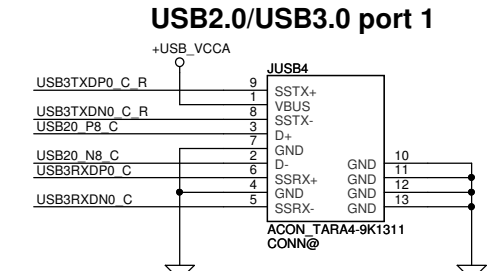 USB2.0/USB3.0 port 1
+USB_VCCA
JUSB4
USB3TXDP0_C_R 9 SSTX+
1 VBUS
USB3TXDN0_C_R 8 SSTX-
USB20_P8_C 3 D+
7 GND
USB20_N8_C 2 D- GND 10
USB3RXDP0_C 6 SSRX+ GND 11
4 GND GND 12
USB3RXDN0_C 5 SSRX- GND 13
ACON_TARA4-9K1311
CONN@